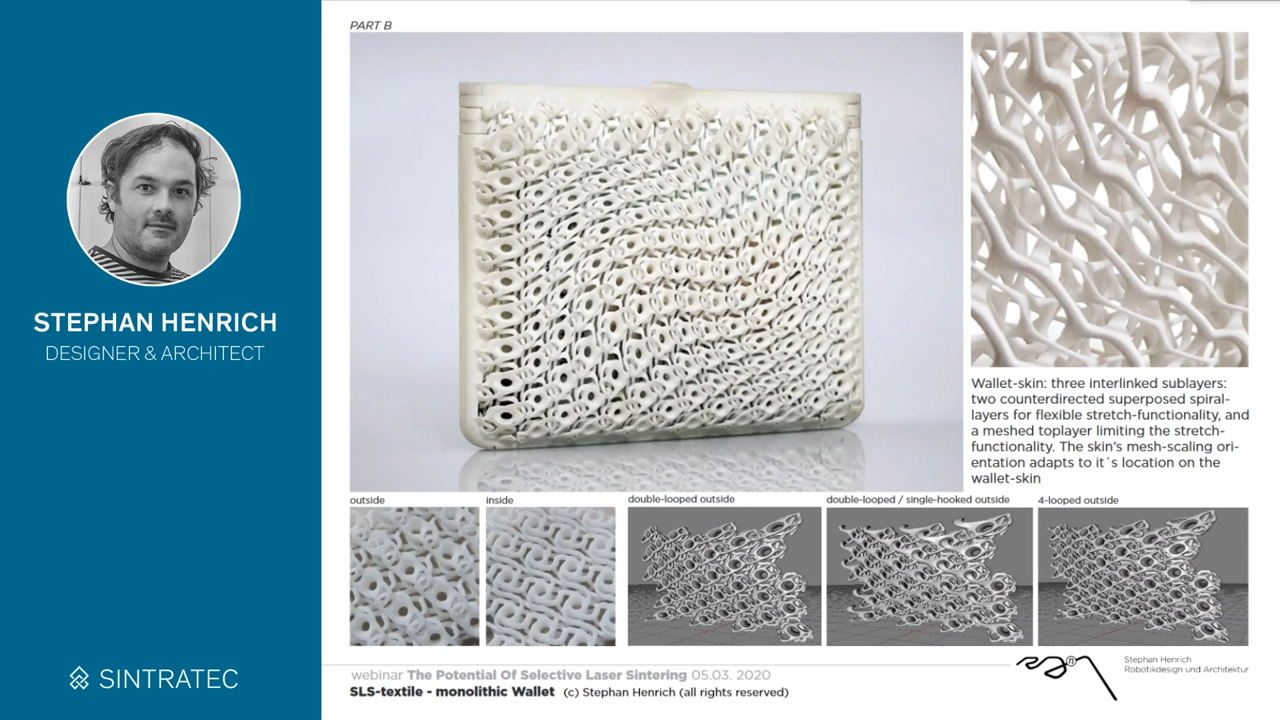 STEPHAN HENRICH
DESIGNER & ARCHITECT
SINTRATEC
PART B
Wallet-skin: three interlinked sublayers:
two counterdirected superposed spiral-
layers for flexible stretch-functionality, and
a meshed toplayer limiting the stretch-
functionality. The skin's mesh-scaling ori-
entation adapts to it´s location on the
wallet-skin
outside
inside
double-looped outside
double-looped / single-hooked outside
4-looped outside
webinar The Potential Of Selective Laser Sintering 05.03. 2020
SLS-textile - monolithic Wallet (c) Stephan Henrich (all rights reserved)
Stephan Henrich
Robotikdesign und Architektur